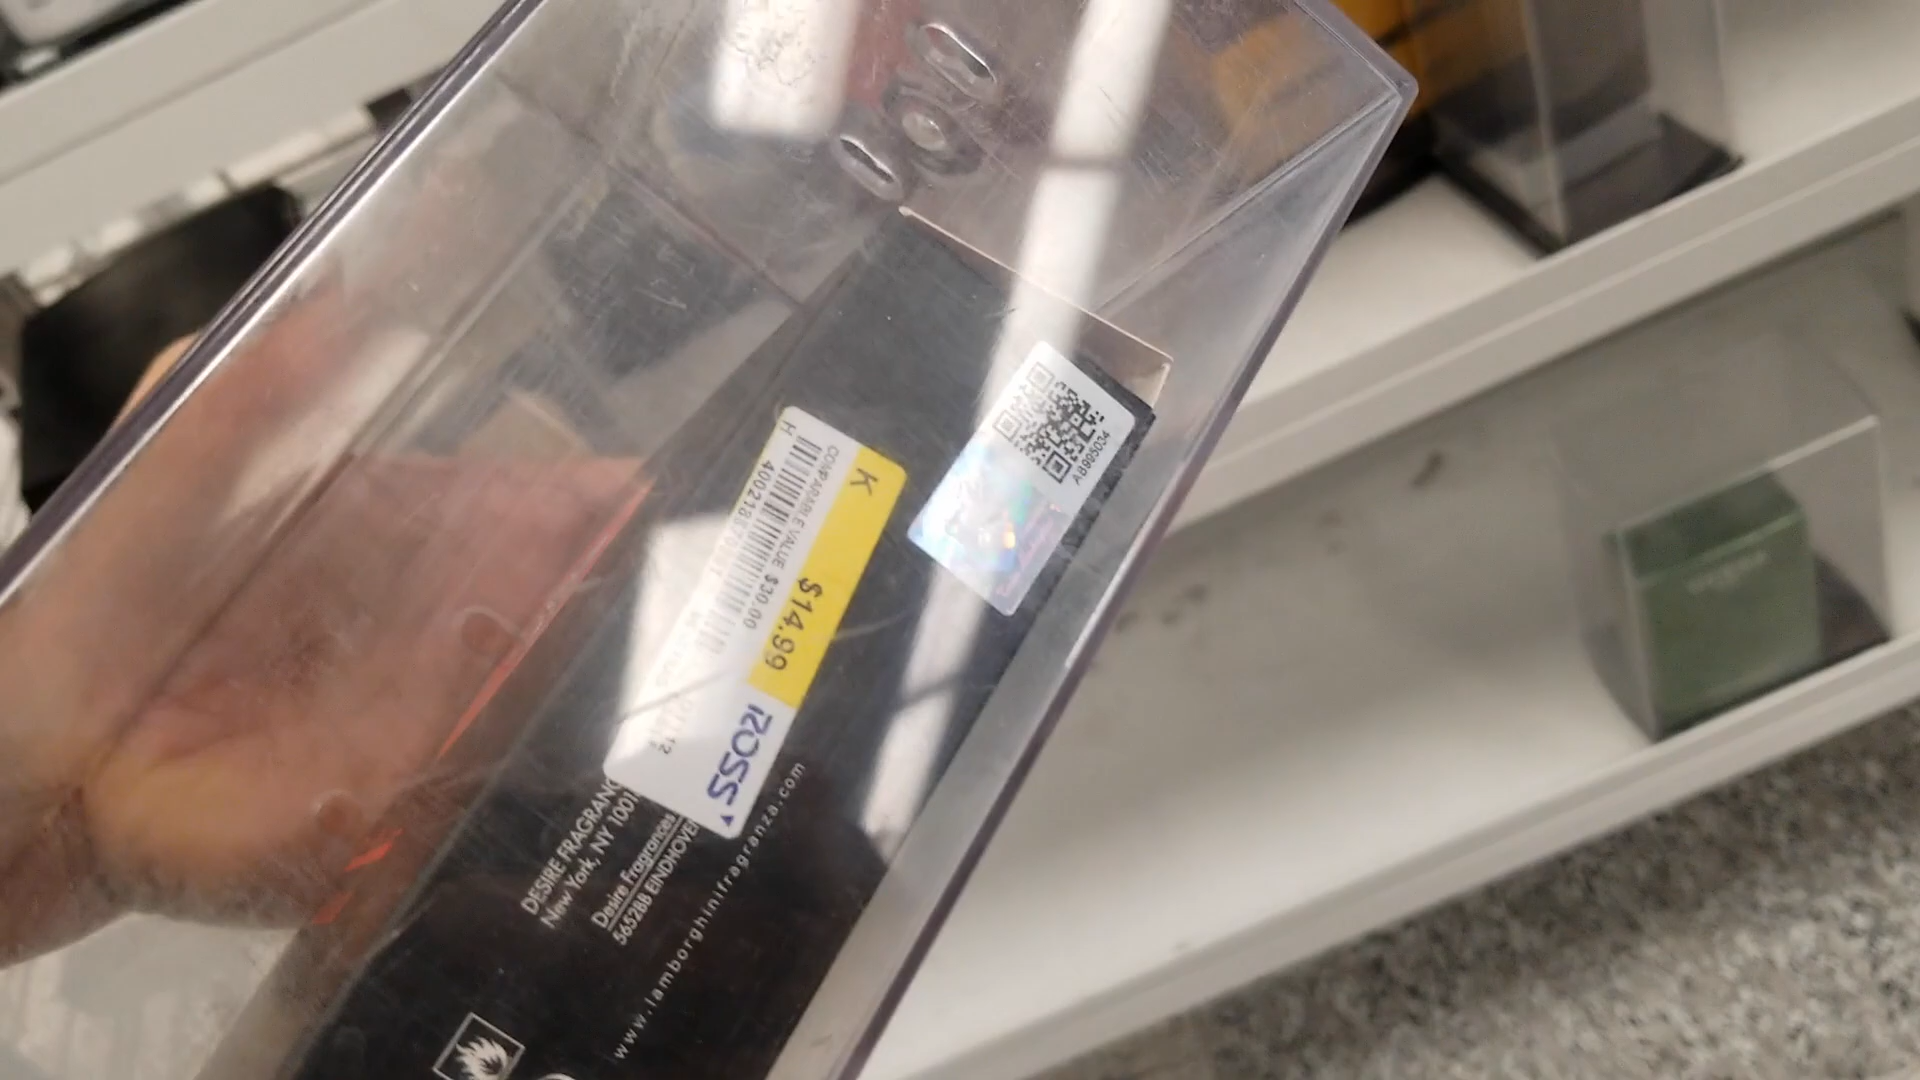 K
$14.99
ROSS
COMPARABLE VALUE $30.00
H
AB995034
DESIRE FRAGRANC
New York, NY 1001
Desire Fragrances
5652BB EINDHOVE
www.lamborghinifragranza.com